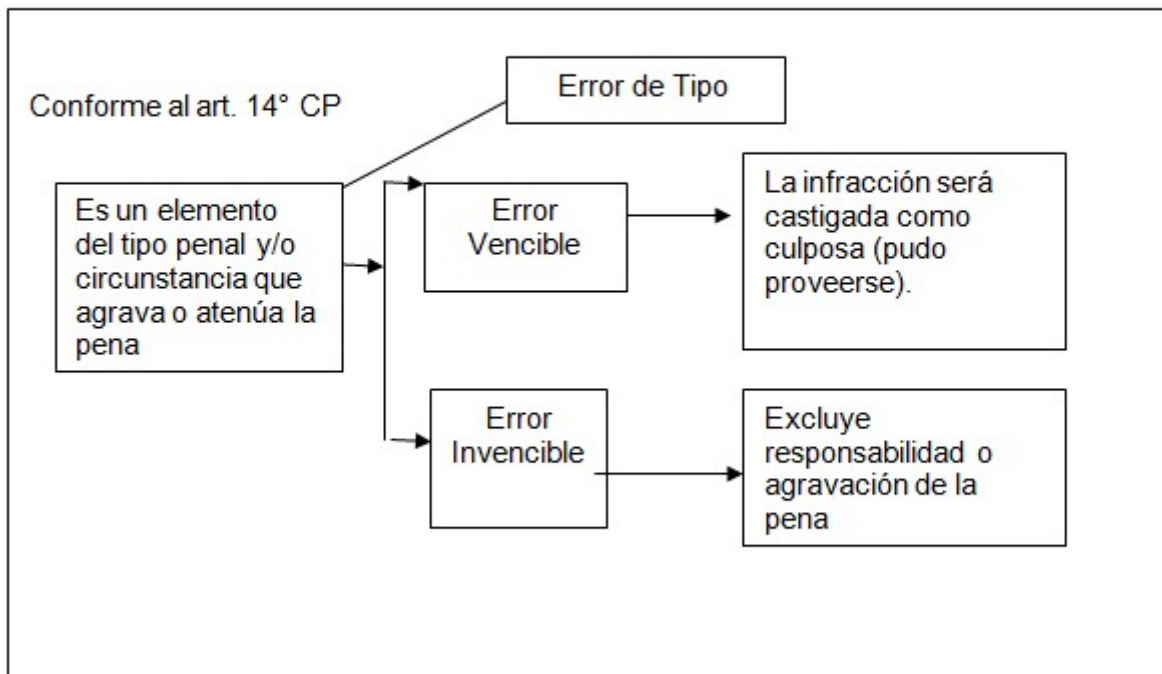 Error de Tipo
Conforme al art. 14° CP
Es un elemento
del tipo penal y/o
circunstancia que
agrava o atenúa la
pena
Error
Vencible
La infracción será
castigada como
culposa (pudo
proveerse).
Error
Invencible
Excluye
responsabilidad o
agravación de la
pena